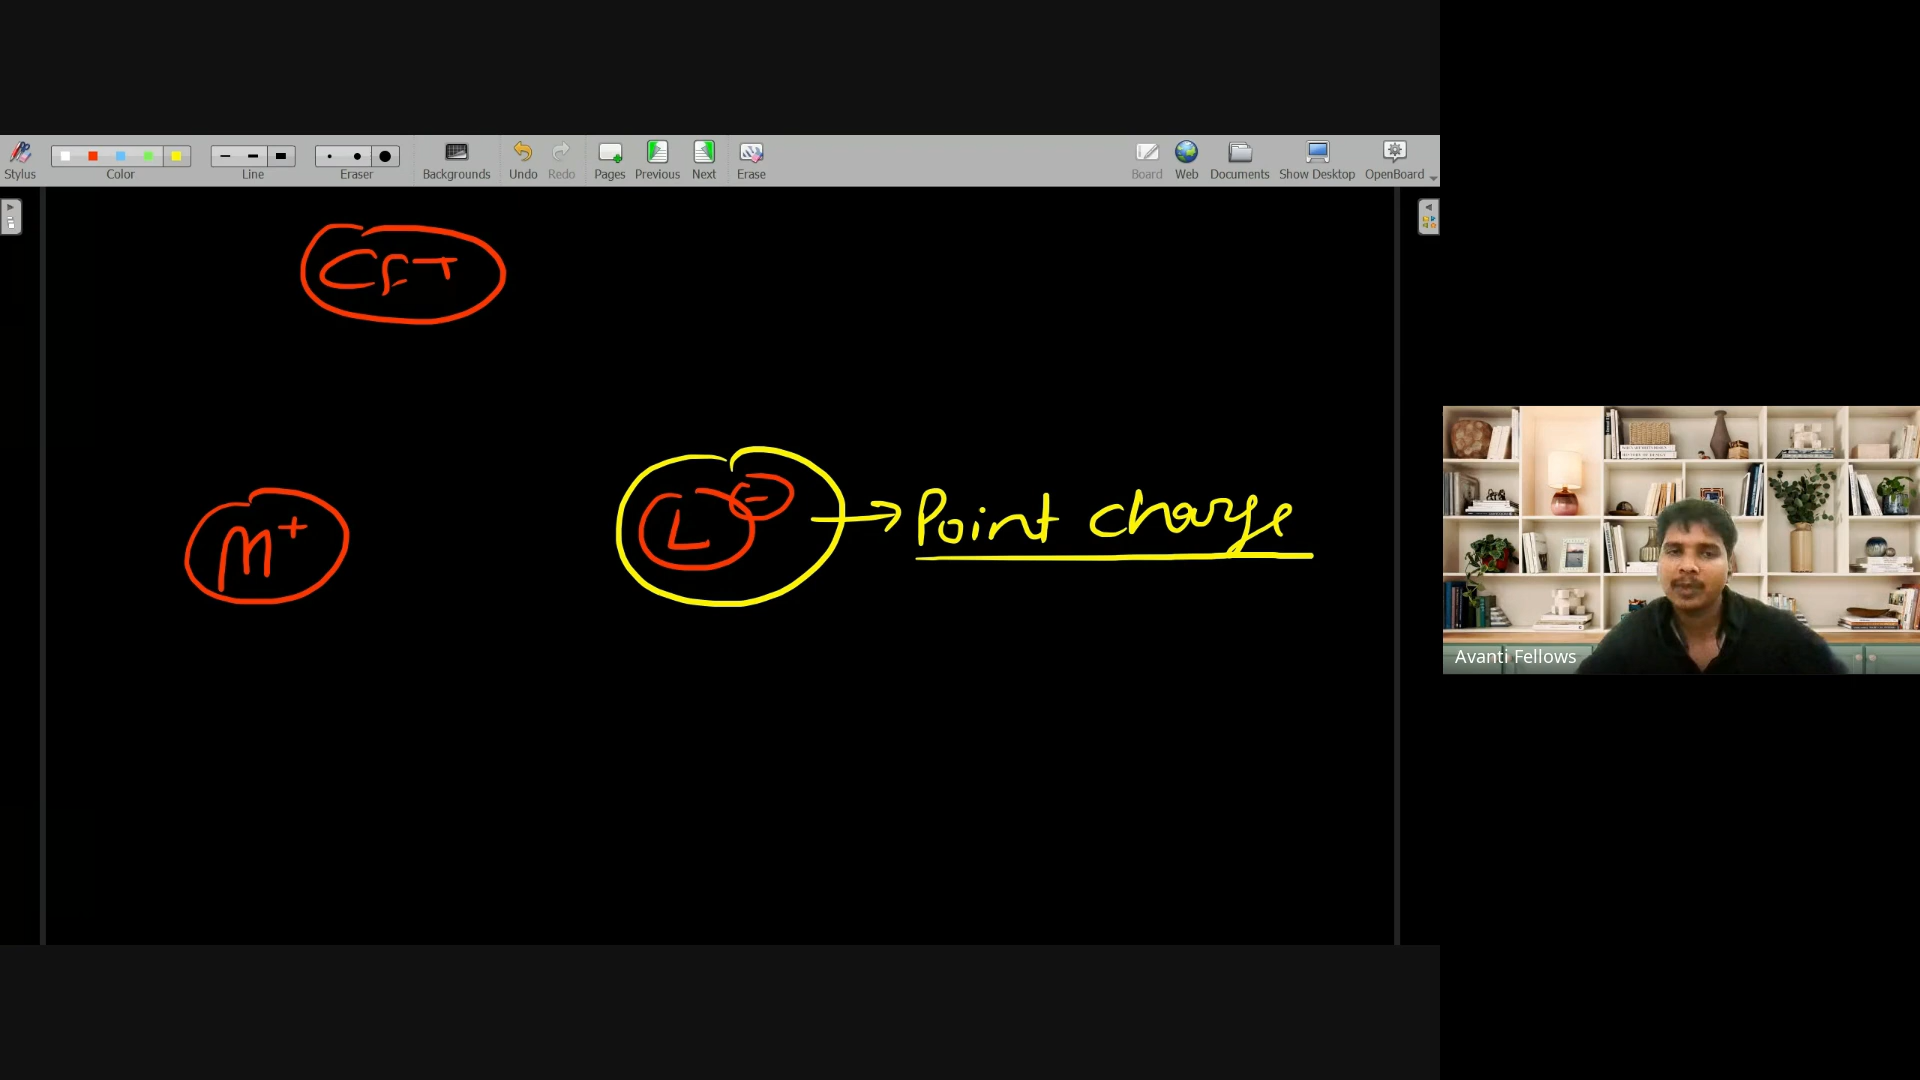 Stylus
Color
Line
Eraser
Backgrounds
Undo
Redo
Pages
Previous
Next
Erase
Board
Web
Documents
Show Desktop
OpenBoard
CFT
M+
L-
Point charge
Avanti Fellows